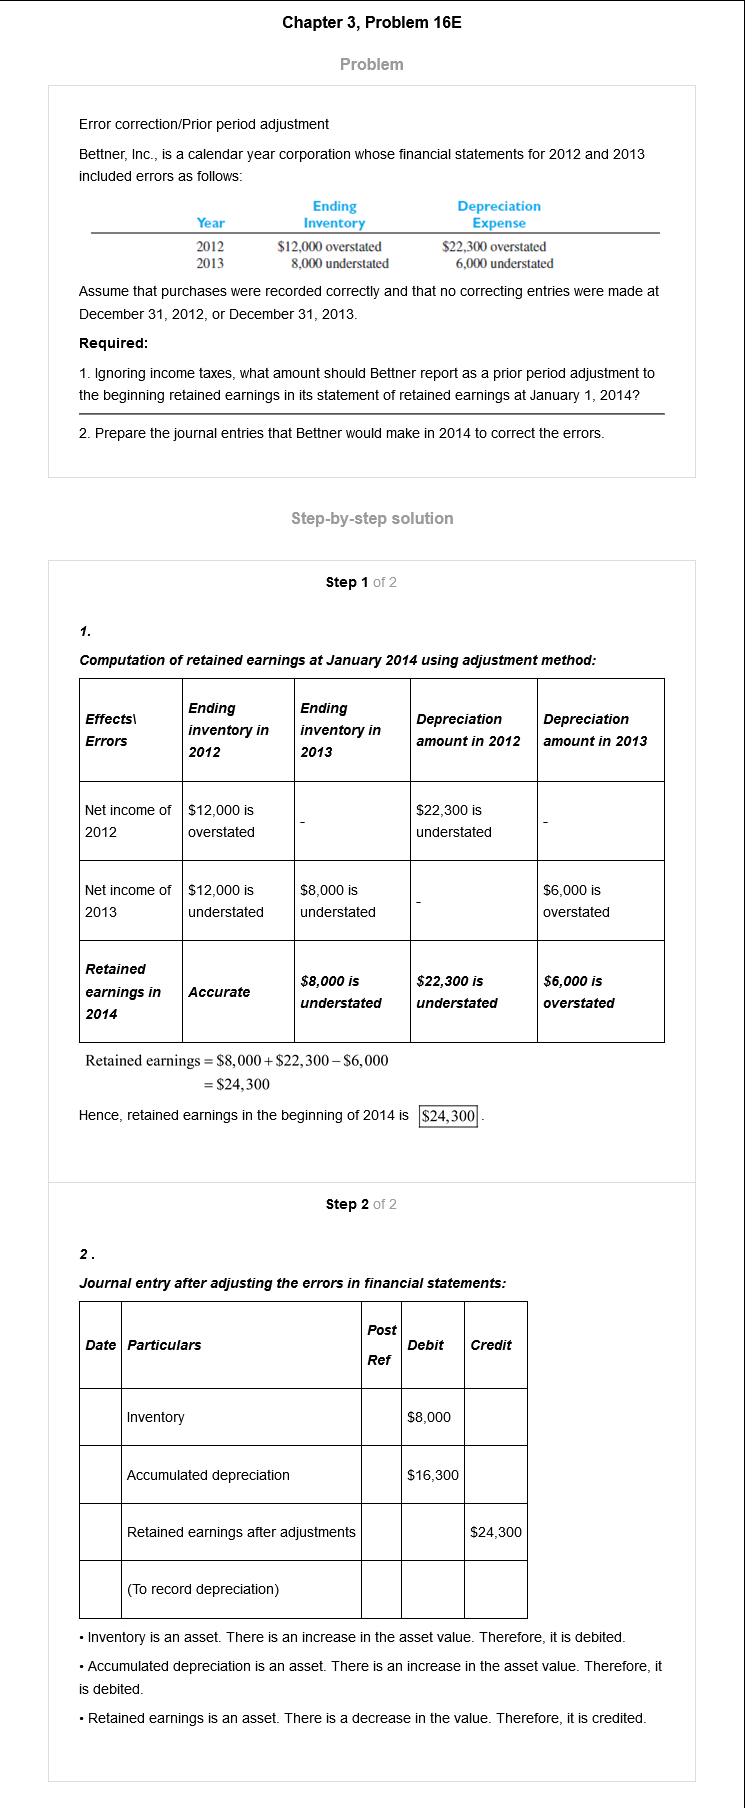 Chapter 3, Problem 16E
Problem
Error correction/Prior period adjustment
Bettner, Inc., is a calendar year corporation whose financial statements for 2012 and 2013
included errors as follows:
Ending Depreciation
Year Inventory Expense
2012 $12,000 overstated $22,300 overstated
2013 8,000 understated 6,000 understated
Assume that purchases were recorded correctly and that no correcting entries were made at
December 31, 2012, or December 31, 2013.
Required:
1. Ignoring income taxes, what amount should Bettner report as a prior period adjustment to
the beginning retained earnings in its statement of retained earnings at January 1, 2014?
2. Prepare the journal entries that Bettner would make in 2014 to correct the errors.
Step-by-step solution
Step 1 of 2
1.
Computation of retained earnings at January 2014 using adjustment method:
Effects\
Errors
Ending
inventory in
2012
Ending
inventory in
2013
Depreciation
amount in 2012
Depreciation
amount in 2013
Net income of
2012
$12,000 is
overstated
-
$22,300 is
understated
-
Net income of
2013
$12,000 is
understated
$8,000 is
understated
-
$6,000 is
overstated
Retained
earnings in
2014
Accurate
$8,000 is
understated
$22,300 is
understated
$6,000 is
overstated
Retained earnings = $8,000 + $22,300 − $6,000
= $24,300
Hence, retained earnings in the beginning of 2014 is $24,300 .
Step 2 of 2
2 .
Journal entry after adjusting the errors in financial statements:
Date Particulars
Post
Ref
Debit Credit
Inventory $8,000
Accumulated depreciation $16,300
Retained earnings after adjustments $24,300
(To record depreciation)
• Inventory is an asset. There is an increase in the asset value. Therefore, it is debited.
• Accumulated depreciation is an asset. There is an increase in the asset value. Therefore, it
is debited.
• Retained earnings is an asset. There is a decrease in the value. Therefore, it is credited.